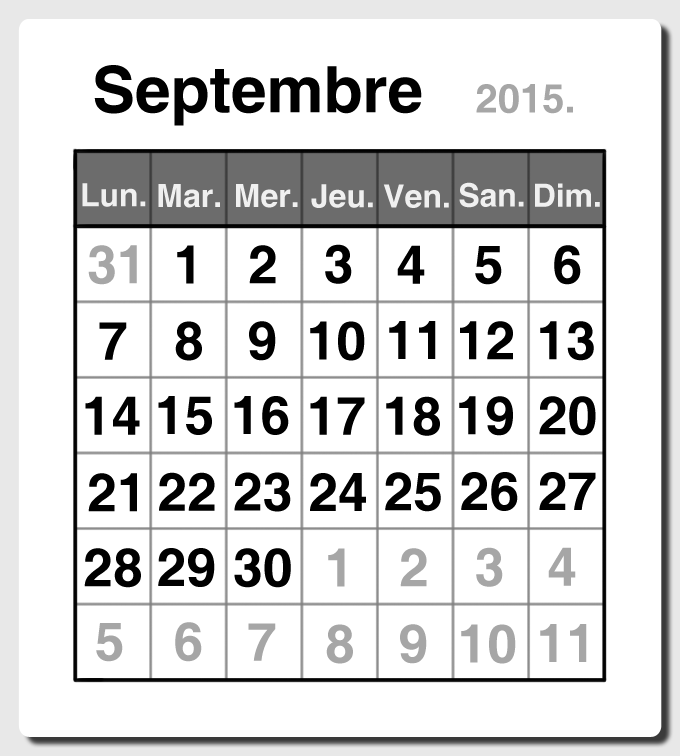 Septembre 2015.
Lun. Mar. Mer. Jeu. Ven. San. Dim.
31 1 2 3 4 5 6
7 8 9 10 11 12 13
14 15 16 17 18 19 20
21 22 23 24 25 26 27
28 29 30 1 2 3 4
5 6 7 8 9 10 11